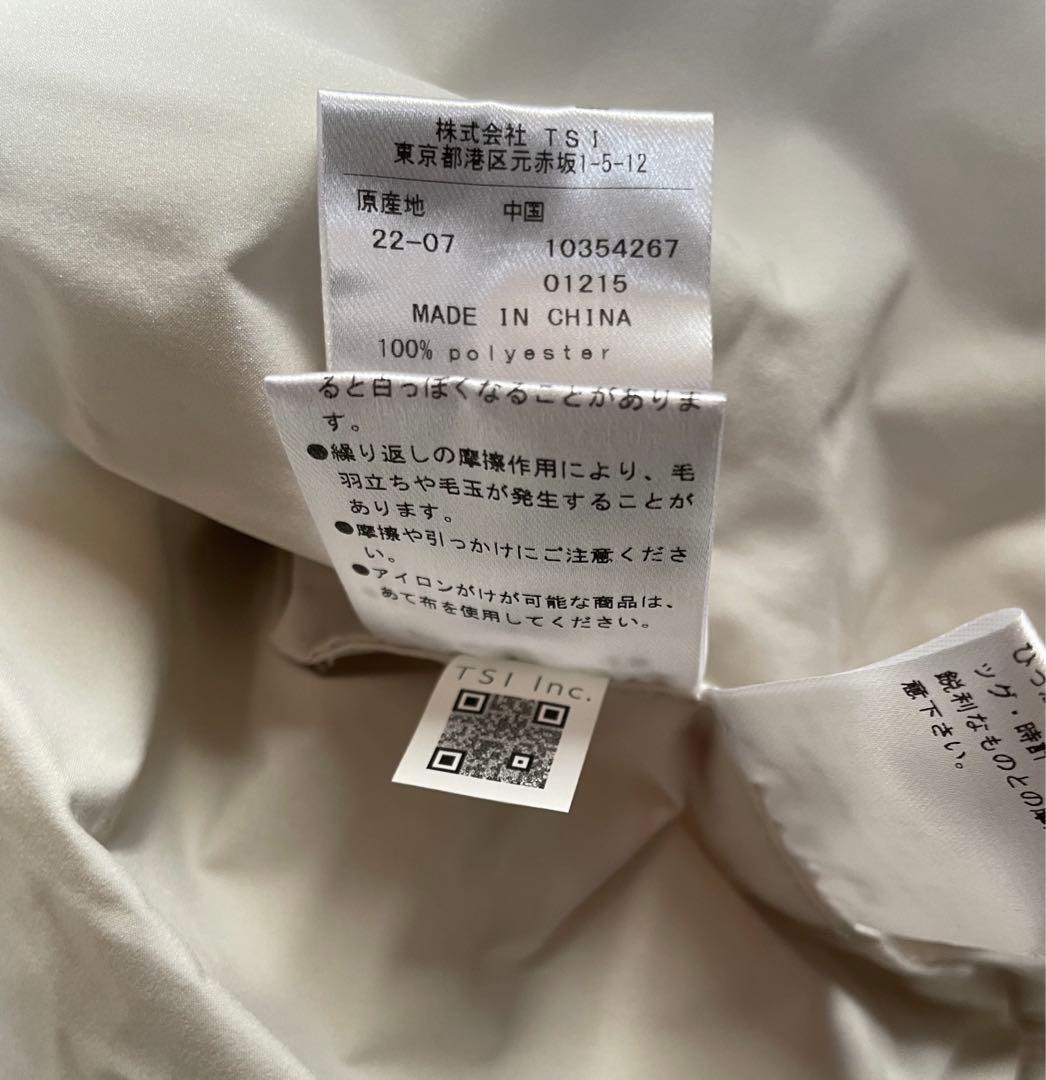 株式会社 TSI
東京都港区元赤坂1-5-12
原産地 中国
22-07 10354267
01215
MADE IN CHINA
100% polyester
ると白っぽくなることがありま
す。
●繰り返しの摩擦作用により、毛
羽立ちや毛玉が発生することが
あります。
●摩擦や引っかけにご注意くださ
い。
●アイロンがけが可能な商品は、
あて布を使用してください。
TSI Inc.
ひっ
ツグ・時計
鋭利なものとの摩
意下さい。